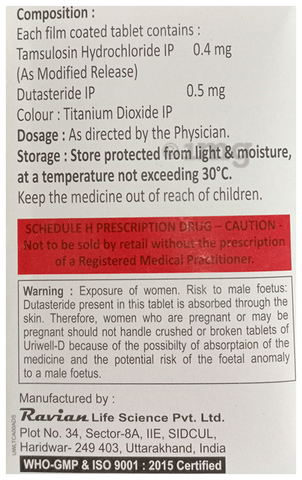 Composition :
Each film coated tablet contains :
Tamsulosin Hydrochloride IP 0.4 mg
(As Modified Release)
Dutasteride IP 0.5 mg
Colour : Titanium Dioxide IP
Dosage : As directed by the Physician.
Storage : Store protected from light & moisture,
at a temperature not exceeding 30°C.
Keep the medicine out of reach of children.
SCHEDULE H PRESCRIPTION DRUG – CAUTION -
Not to be sold by retail without the prescription
of a Registered Medical Practitioner.
Warning : Exposure of women. Risk to male foetus:
Dutasteride present in this tablet is absorbed through the
skin. Therefore, women who are pregnant or may be
pregnant should not handle crushed or broken tablets of
Uriwell-D because of the possibilty of absorptaion of the
medicine and the potential risk of the foetal anomaly
to a male foetus.
Manufactured by :
Ravian Life Science Pvt. Ltd.
Plot No. 34, Sector-8A, IIE, SIDCUL,
Haridwar- 249 403, Uttarakhand, India
WHO-GMP & ISO 9001 : 2015 Certified